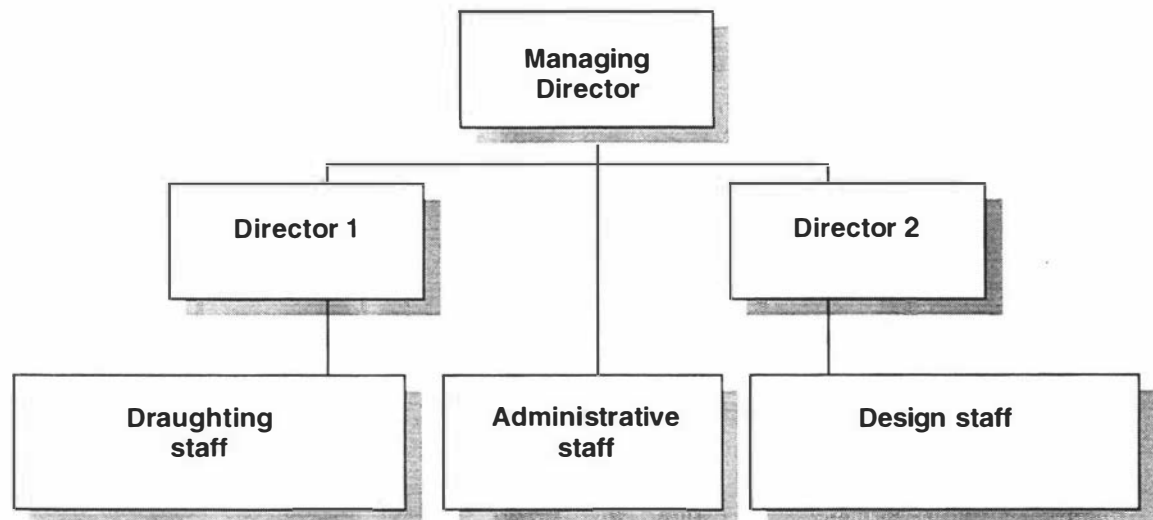 Managing
Director
Director 1
Director 2
Draughting
staff
Administrative
staff
Design staff